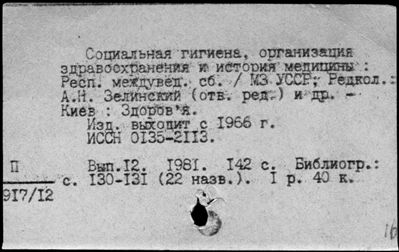 Социальная гигиена, организация
здравоохранения и история медицины :
Респ. междувед. сб. / МЗ УССР; Редкол.:
А.Н. Зелинский (отв. ред.) и др. -
Киев : Здоров'я.
Изд. выходит с 1966 г.
ИССН 0135-2113.
П Вып.12. 1981. 142 с. Библиогр.:
917/12 с. 130-131 (22 назв.). I р. 40 к.
16